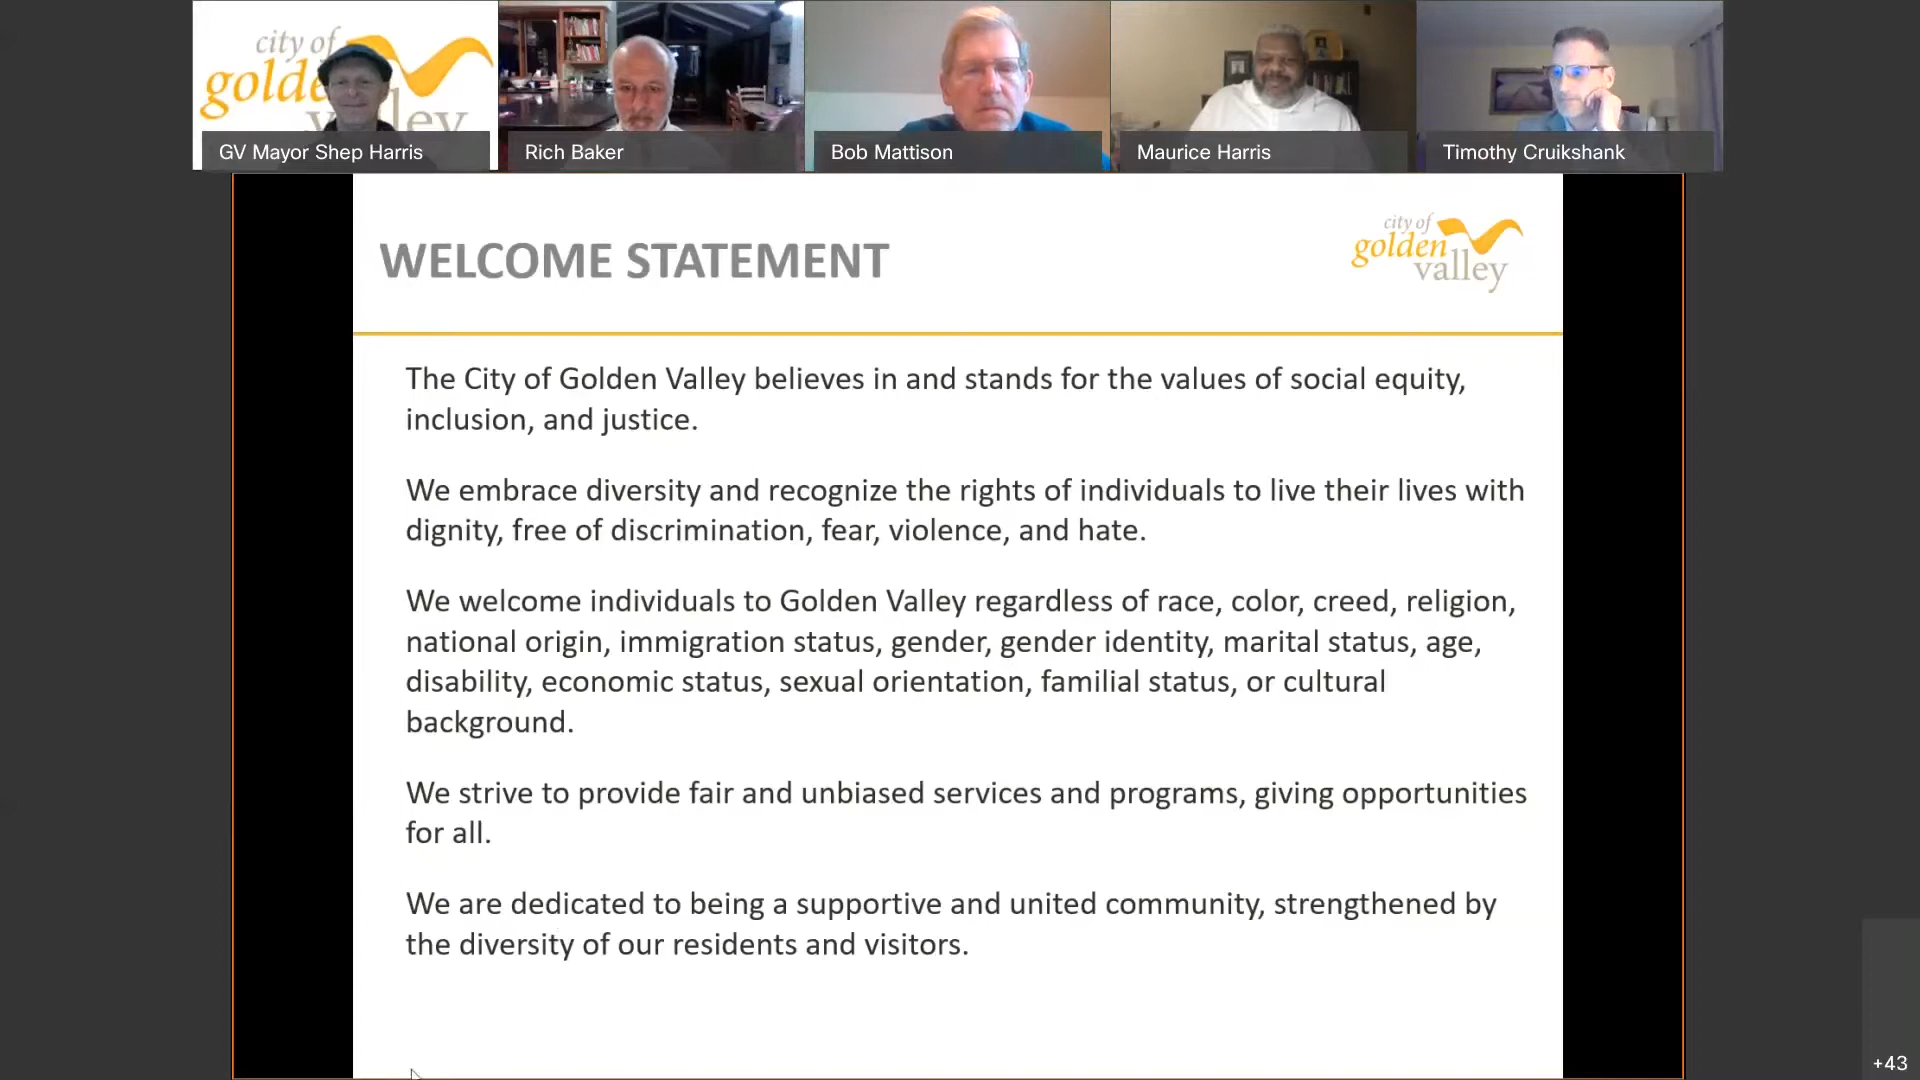 city of
golden
valley
GV Mayor Shep Harris
Rich Baker
Bob Mattison
Maurice Harris
Timothy Cruikshank
WELCOME STATEMENT
city of
golden
valley
The City of Golden Valley believes in and stands for the values of social equity,
inclusion, and justice.
We embrace diversity and recognize the rights of individuals to live their lives with
dignity, free of discrimination, fear, violence, and hate.
We welcome individuals to Golden Valley regardless of race, color, creed, religion,
national origin, immigration status, gender, gender identity, marital status, age,
disability, economic status, sexual orientation, familial status, or cultural
background.
We strive to provide fair and unbiased services and programs, giving opportunities
for all.
We are dedicated to being a supportive and united community, strengthened by
the diversity of our residents and visitors.
+43